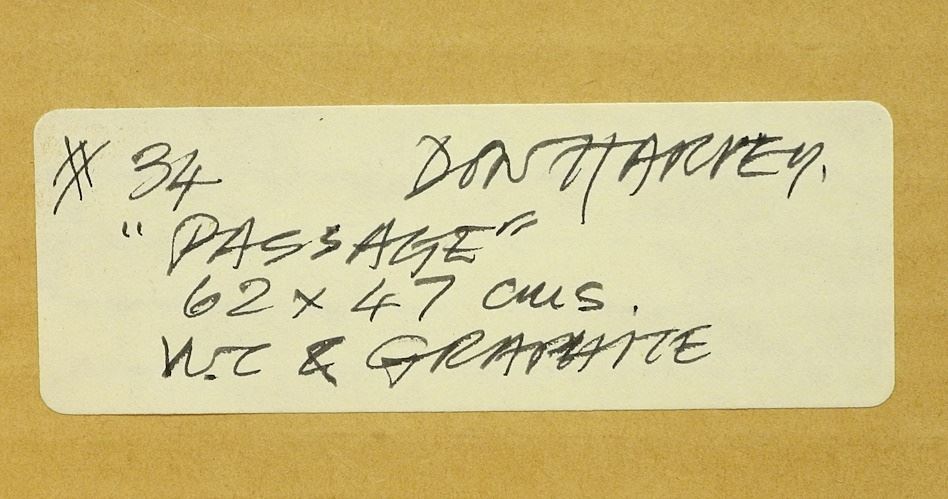 # 34 DON HARVEY.
"PASSAGE"
62 x 47 cms.
W.C & GRAPHITE